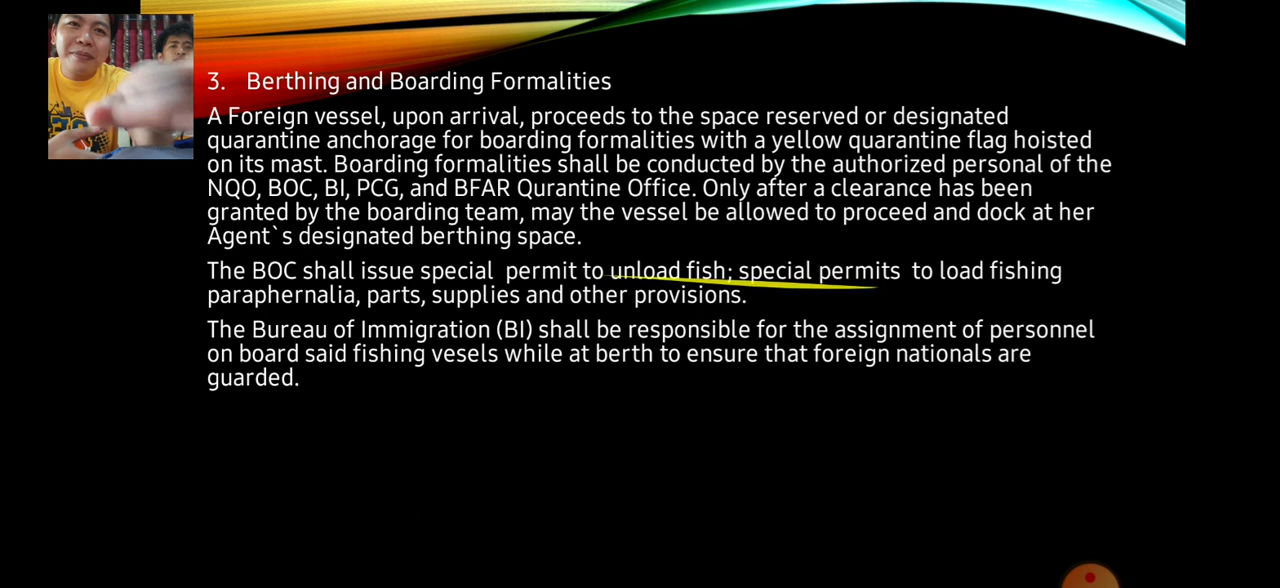 3. Berthing and Boarding Formalities
A Foreign vessel, upon arrival, proceeds to the space reserved or designated
quarantine anchorage for boarding formalities with a yellow quarantine flag hoisted
on its mast. Boarding formalities shall be conducted by the authorized personal of the
NQO, BOC, BI, PCG, and BFAR Qurantine Office. Only after a clearance has been
granted by the boarding team, may the vessel be allowed to proceed and dock at her
Agent`s designated berthing space.
The BOC shall issue special permit to unload fish; special permits to load fishing
paraphernalia, parts, supplies and other provisions.
The Bureau of Immigration (BI) shall be responsible for the assignment of personnel
on board said fishing vesels while at berth to ensure that foreign nationals are
guarded.